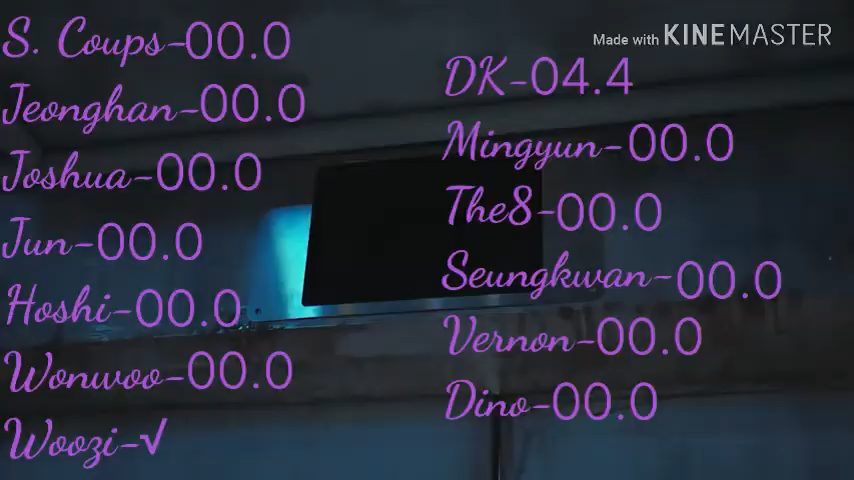 Made with KINEMASTER
S. Coups-00.0
Jeonghan-00.0
Joshua-00.0
Jun-00.0
Hoshi-00.0
Wonwoo-00.0
Woozi-√
DK-04.4
Mingyun-00.0
The8-00.0
Seungkwan-00.0
Vernon-00.0
Dino-00.0